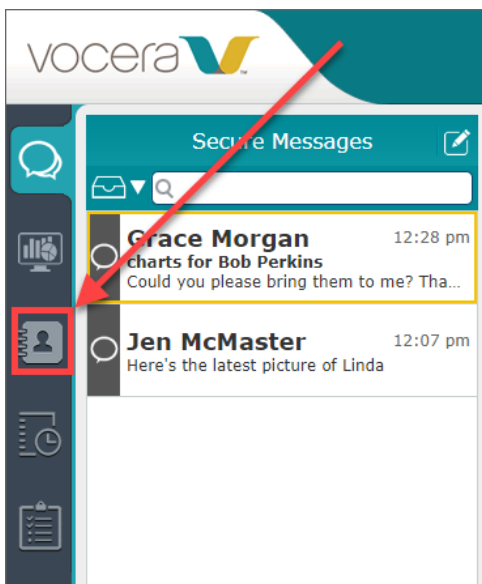 vocera
Secure Messages
Grace Morgan 12:28 pm
charts for Bob Perkins
Could you please bring them to me? Tha...
Jen McMaster 12:07 pm
Here's the latest picture of Linda